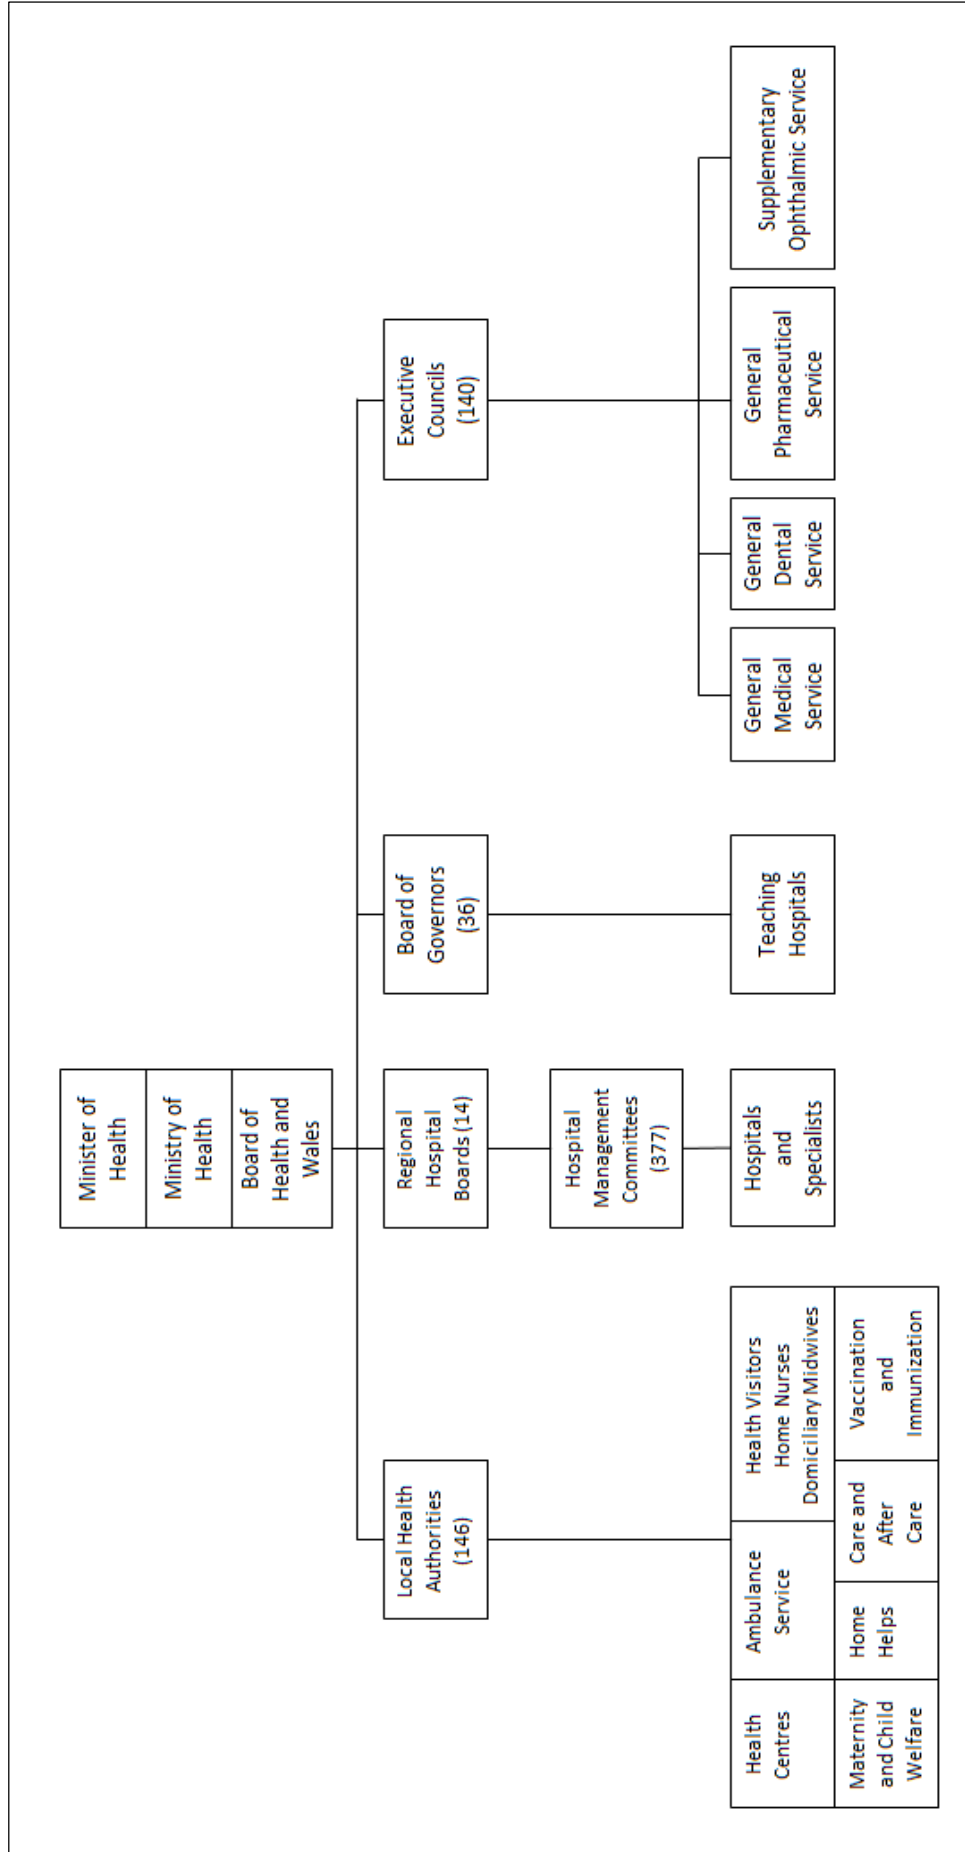 Minister of
Health
Ministry of
Health
Board of
Health and
Wales
Local Health
Authorities
(146)
Regional
Hospital
Boards (14)
Board of
Governors
(36)
Executive
Councils
(140)
Hospital
Management
Committees
(377)
Health
Centres
Ambulance
Service
Health Visitors
Home Nurses
Domiciliary Midwives
Maternity
and Child
Welfare
Home
Helps
Care and
After
Care
Vaccination
and
Immunization
Hospitals
and
Specialists
Teaching
Hospitals
General
Medical
Service
General
Dental
Service
General
Pharmaceutical
Service
Supplementary
Ophthalmic Service